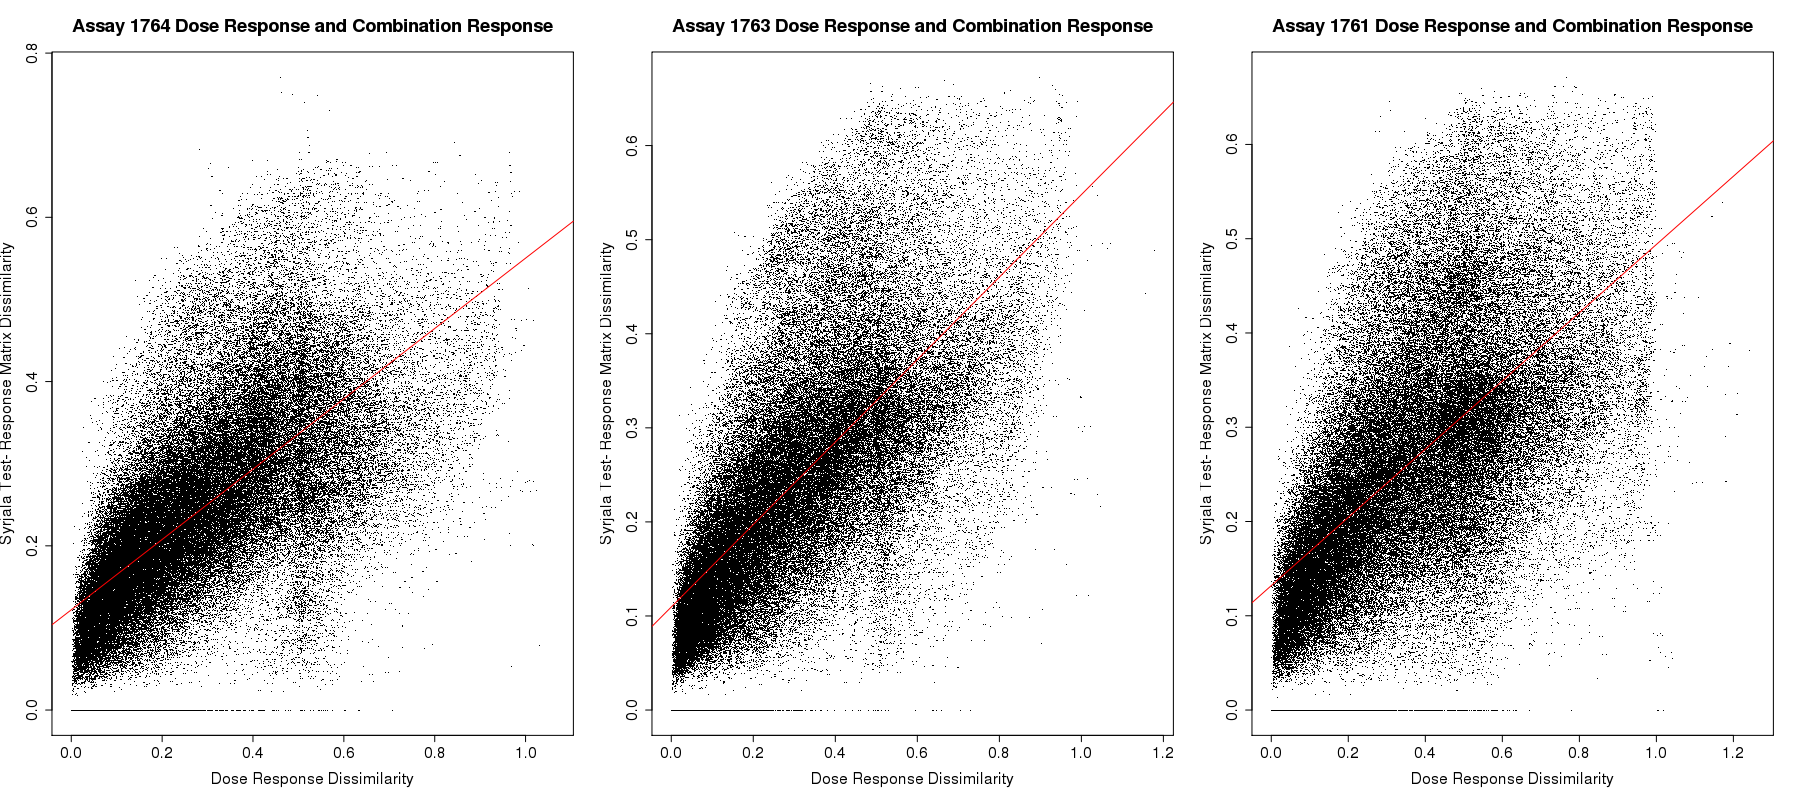 Assay 1764 Dose Response and Combination Response
Syrjala Test- Response Matrix Dissimilarity
0.0 0.2 0.4 0.6 0.8
0.0 0.2 0.4 0.6 0.8 1.0
Dose Response Dissimilarity
Assay 1763 Dose Response and Combination Response
Syrjala Test- Response Matrix Dissimilarity
0.0 0.1 0.2 0.3 0.4 0.5 0.6
0.0 0.2 0.4 0.6 0.8 1.0 1.2
Dose Response Dissimilarity
Assay 1761 Dose Response and Combination Response
Syrjala Test- Response Matrix Dissimilarity
0.0 0.1 0.2 0.3 0.4 0.5 0.6
0.0 0.2 0.4 0.6 0.8 1.0 1.2
Dose Response Dissimilarity